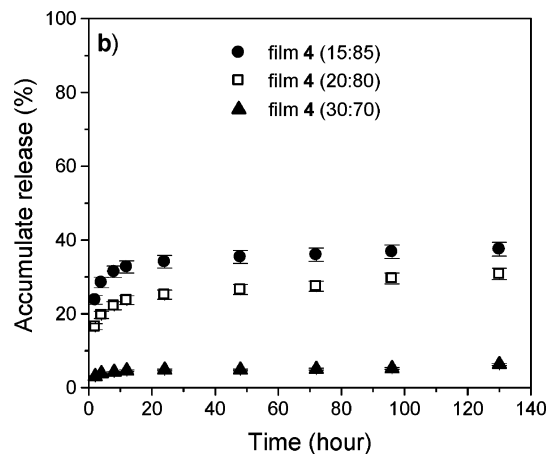 b)
film 4 (15:85)
film 4 (20:80)
film 4 (30:70)
Accumulate release (%)
100
80
60
40
20
0
0 20 40 60 80 100 120 140
Time (hour)